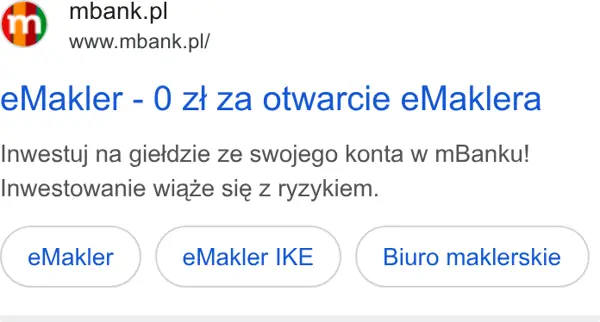 m
mbank.pl
www.mbank.pl/
eMakler - 0 zł za otwarcie eMaklera
Inwestuj na giełdzie ze swojego konta w mBanku!
Inwestowanie wiąże się z ryzykiem.
eMakler
eMakler IKE
Biuro maklerskie